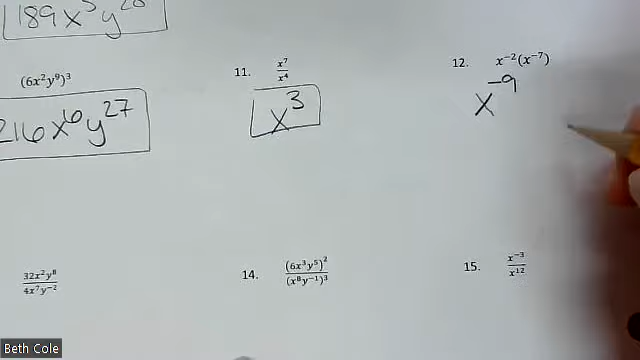 189x⁵y²⁰
(6x²y⁹)³ 11. x⁷/x⁴ 12. x⁻²(x⁻⁷)
216x⁶y²⁷ x³ x⁻⁹
32x²y⁸/4x⁷y⁻² 14. (6x³y⁵)²/(x⁸y⁻¹)³ 15. x⁻³/x¹²
Beth Cole